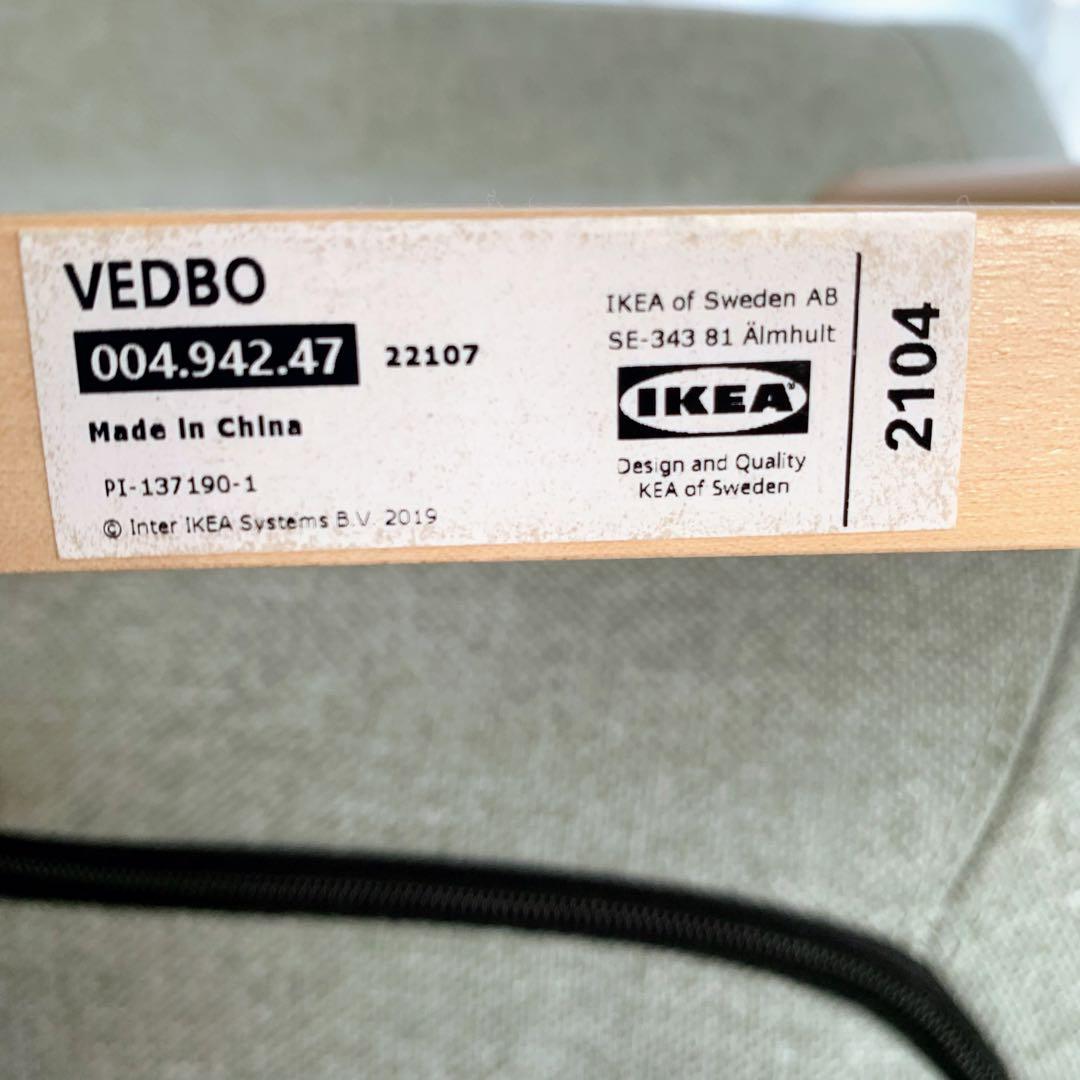 VEDBO
004.942.47 22107
Made in China
PI-137190-1
© Inter IKEA Systems B.V. 2019
IKEA of Sweden AB
SE-343 81 Älmhult
IKEA®
Design and Quality
KEA of Sweden
2104